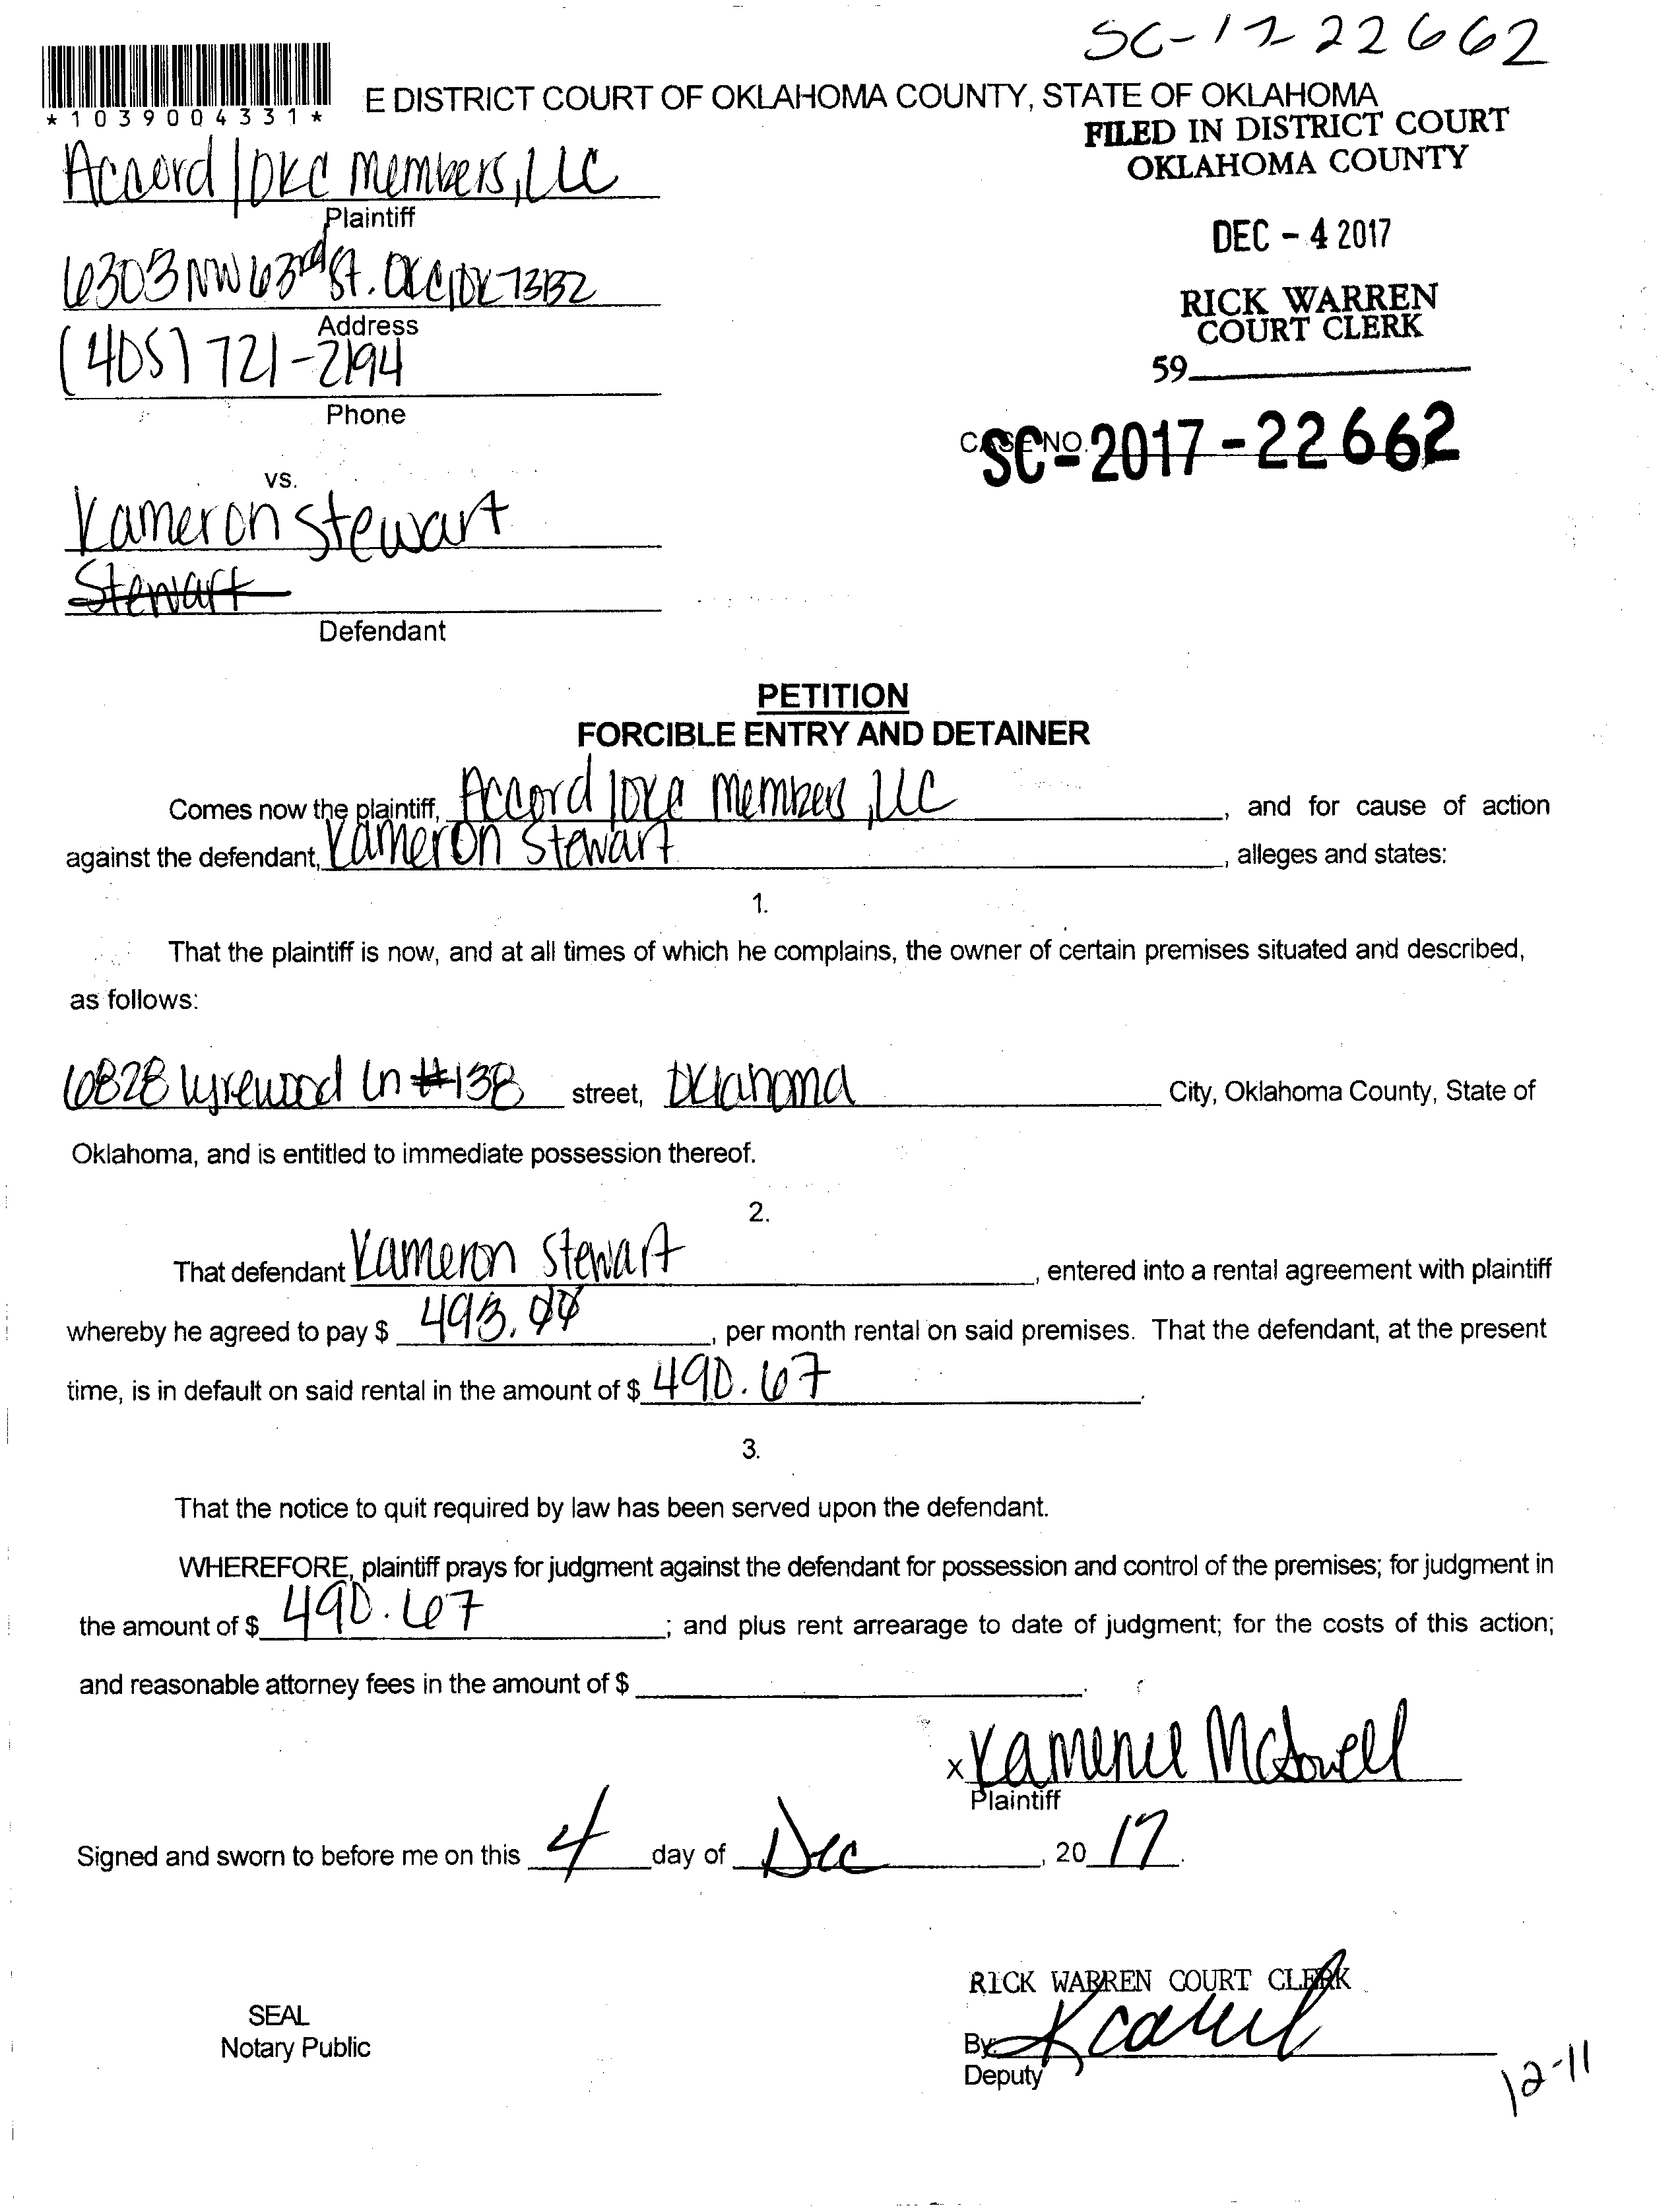 SC-17 22662
*1039004331*
E DISTRICT COURT OF OKLAHOMA COUNTY, STATE OF OKLAHOMA
FILED IN DISTRICT COURT
OKLAHOMA COUNTY
Accord/OKC Members, LLC
Plaintiff
DEC - 4 2017
6303 NW 63rd St. OKC, OK 73132
Address
RICK WARREN
COURT CLERK
(405) 721-2194
59
Phone
CASE NO.
SC-2017-22662
vs.
Kameron Stewart
Stewart
Defendant
PETITION
FORCIBLE ENTRY AND DETAINER
Comes now the plaintiff, Accord/OKC Members, LLC, and for cause of action
against the defendant, Kameron Stewart, alleges and states:
1.
That the plaintiff is now, and at all times of which he complains, the owner of certain premises situated and described,
as follows:
6828 Lyrewood Ln #138 street, Oklahoma City, Oklahoma County, State of
Oklahoma, and is entitled to immediate possession thereof.
2.
That defendant Kameron Stewart, entered into a rental agreement with plaintiff
whereby he agreed to pay $ 493.00, per month rental on said premises. That the defendant, at the present
time, is in default on said rental in the amount of $ 490.67.
3.
That the notice to quit required by law has been served upon the defendant.
WHEREFORE, plaintiff prays for judgment against the defendant for possession and control of the premises; for judgment in
the amount of $ 490.67; and plus rent arrearage to date of judgment; for the costs of this action;
and reasonable attorney fees in the amount of $.
x McDowell
Plaintiff
Signed and sworn to before me on this 4 day of Dec, 20 17.
RICK WARREN COURT CLERK
SEAL
Notary Public
By:
Deputy
12-11